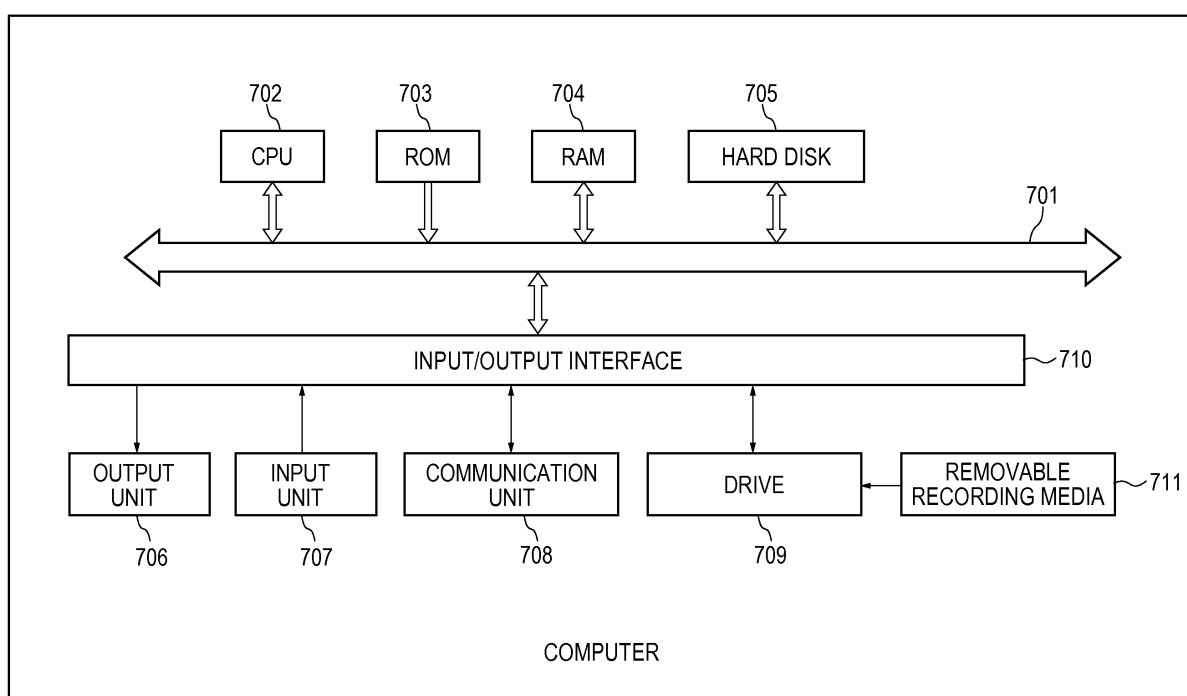 702
703
704
705
CPU
ROM
RAM
HARD DISK
701
INPUT/OUTPUT INTERFACE
710
OUTPUT
UNIT
INPUT
UNIT
COMMUNICATION
UNIT
DRIVE
REMOVABLE
RECORDING MEDIA
711
706
707
708
709
COMPUTER